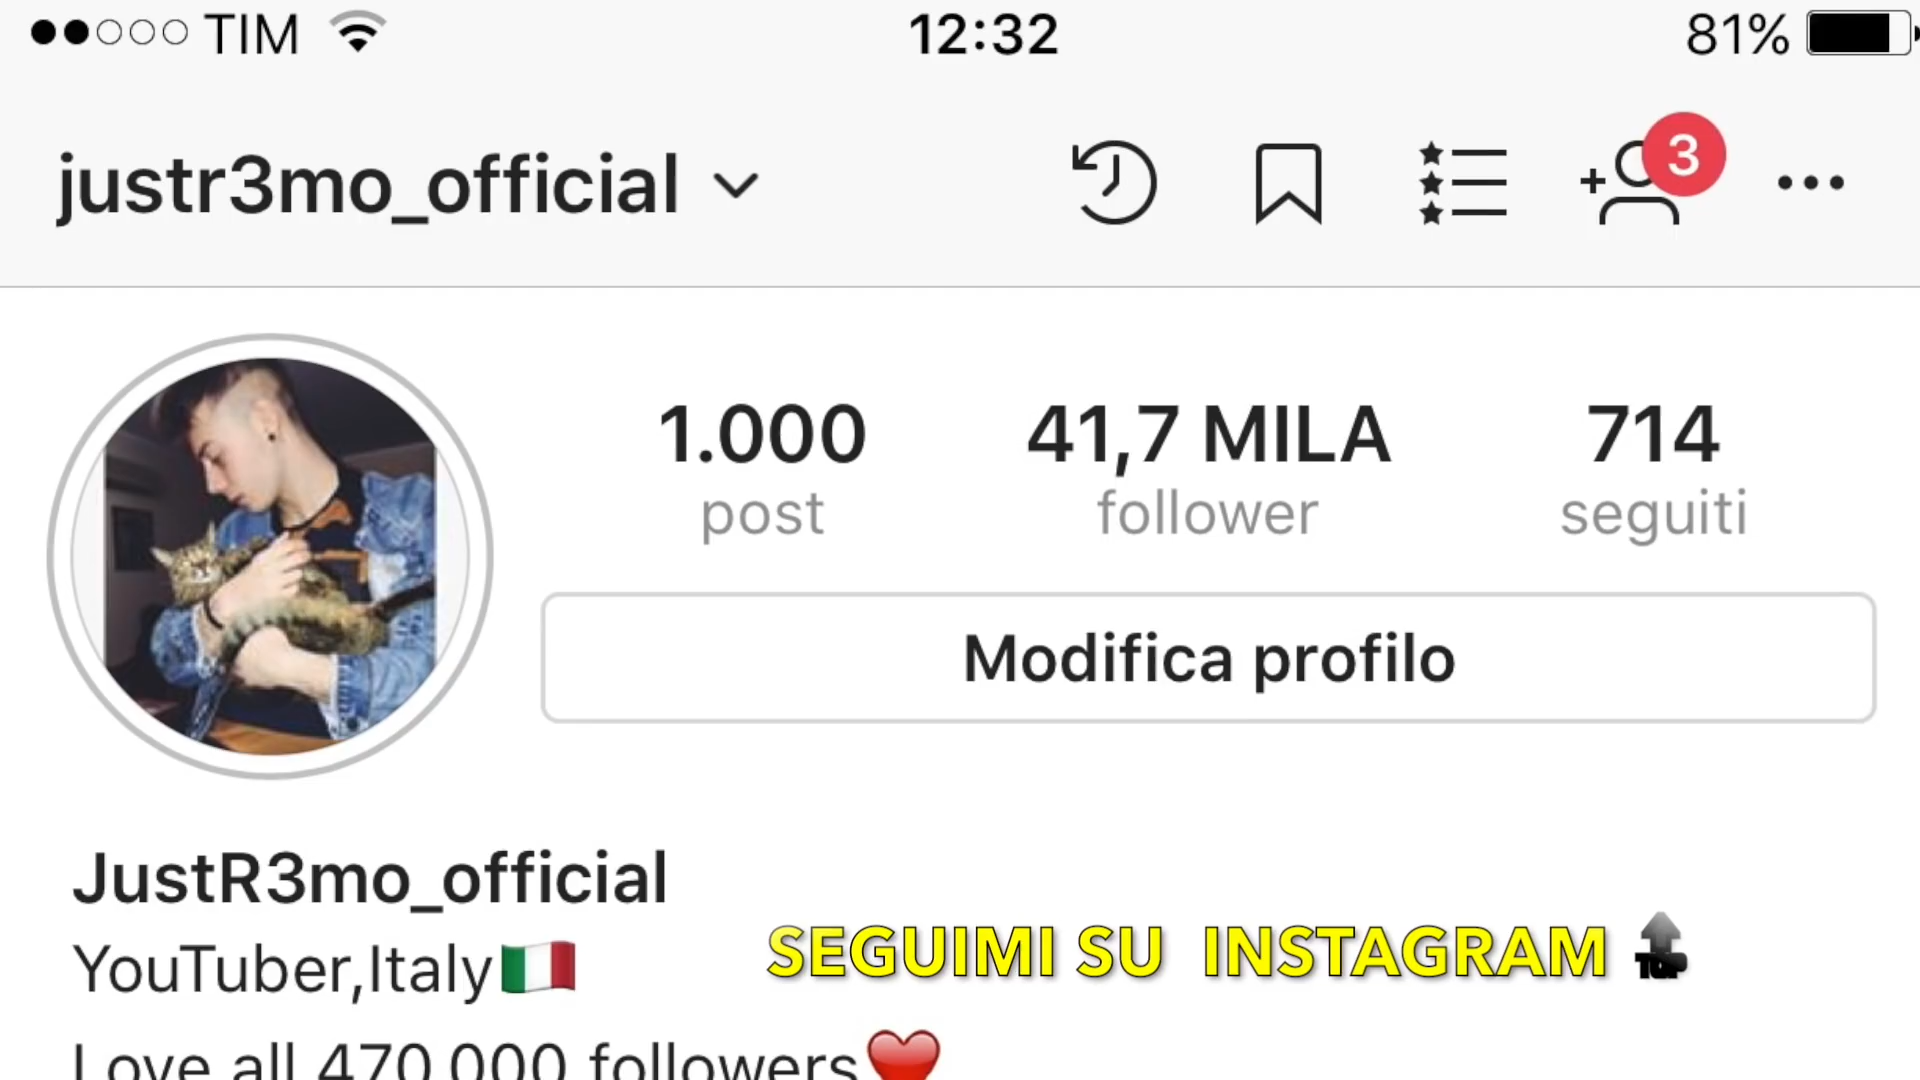 TIM 12:32 81%
justr3mo_official 3
1.000 41,7 MILA 714
post follower seguiti
Modifica profilo
JustR3mo_official
YouTuber,Italy🇮🇹
SEGUIMI SU INSTAGRAM 🔝
Love all 470.000 followers❤️